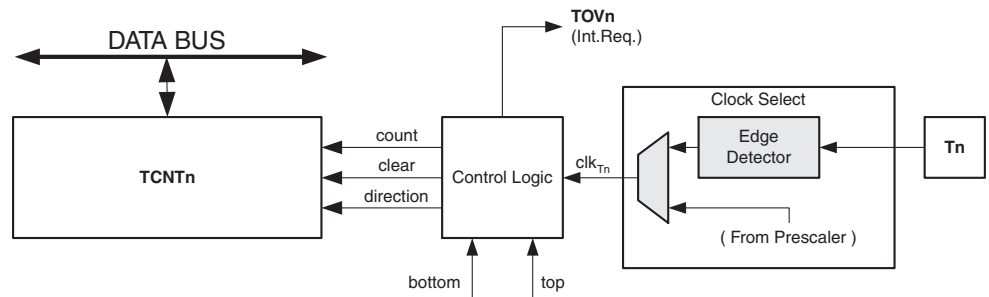 TOVn
(Int.Req.)
DATA BUS
Clock Select
Edge
Detector
Tn
TCNTn
count
clear
direction
Control Logic
clkTn
( From Prescaler )
bottom
top